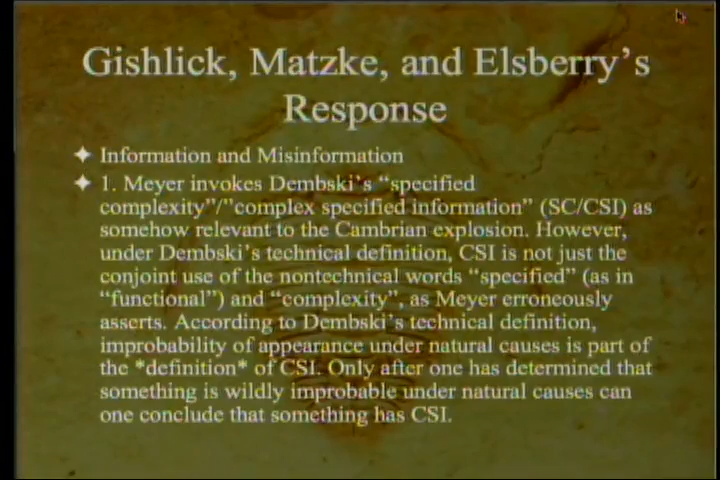 Gishlick, Matzke, and Elsberry's
Response
Information and Misinformation
1. Meyer invokes Dembski's "specified
complexity"/"complex specified information" (SC/CSI) as
somehow relevant to the Cambrian explosion. However,
under Dembski's technical definition, CSI is not just the
conjoint use of the nontechnical words "specified" (as in
"functional") and "complexity", as Meyer erroneously
asserts. According to Dembski's technical definition,
improbability of appearance under natural causes is part of
the *definition* of CSI. Only after one has determined that
something is wildly improbable under natural causes can
one conclude that something has CSI.